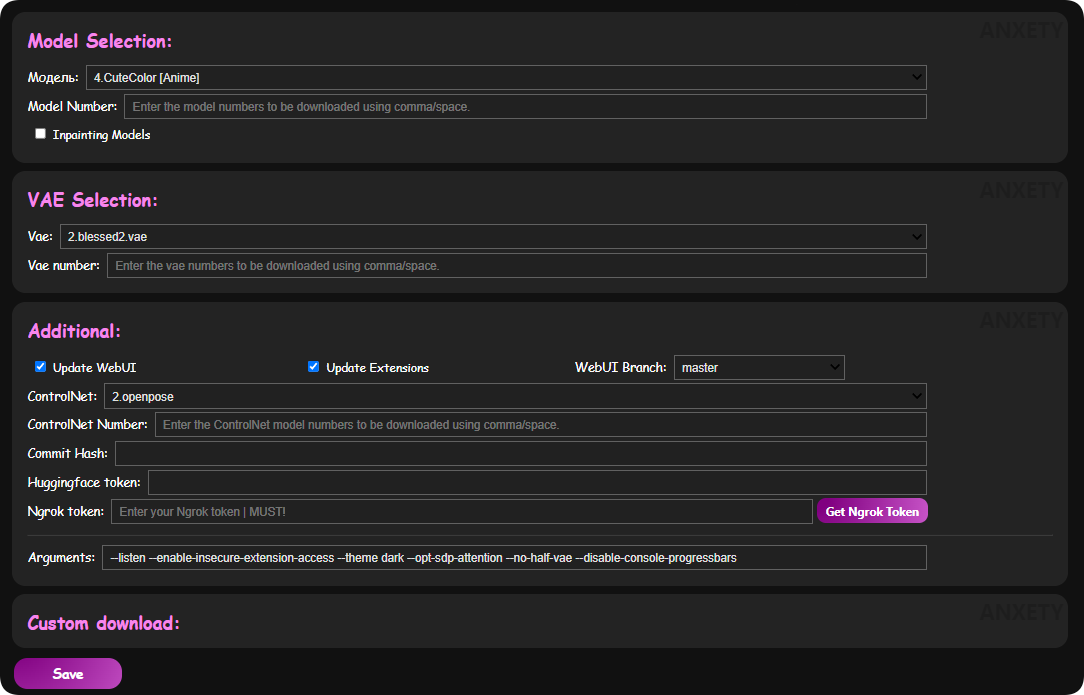 ANXETY
Model Selection:
Модель: 4.CuteColor [Anime]
Model Number: Enter the model numbers to be downloaded using comma/space.
Inpainting Models
ANXETY
VAE Selection:
Vae: 2.blessed2.vae
Vae number: Enter the vae numbers to be downloaded using comma/space.
ANXETY
Additional:
Update WebUI Update Extensions WebUI Branch: master
ControlNet: 2.openpose
ControlNet Number: Enter the ControlNet model numbers to be downloaded using comma/space.
Commit Hash:
Huggingface token:
Ngrok token: Enter your Ngrok token | MUST! Get Ngrok Token
Arguments: --listen --enable-insecure-extension-access --theme dark --opt-sdp-attention --no-half-vae --disable-console-progressbars
ANXETY
Custom download:
Save